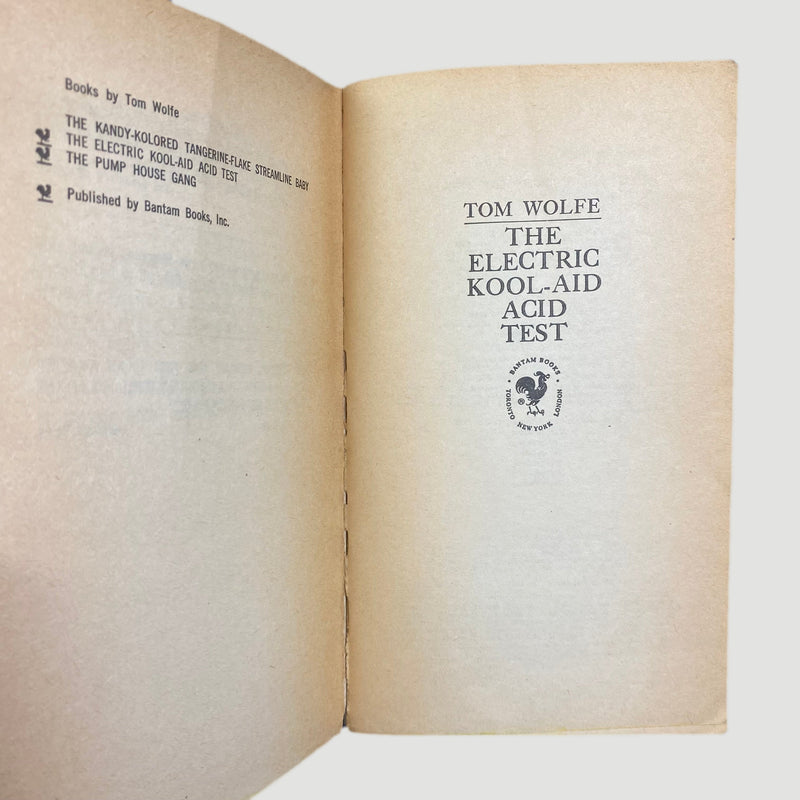 Books by Tom Wolfe
THE KANDY-KOLORED TANGERINE-FLAKE STREAMLINE BABY
THE ELECTRIC KOOL-AID ACID TEST
THE PUMP HOUSE GANG
Published by Bantam Books, Inc.
TOM WOLFE
THE
ELECTRIC
KOOL-AID
ACID
TEST
BANTAM BOOKS
TORONTO • NEW YORK • LONDON
®